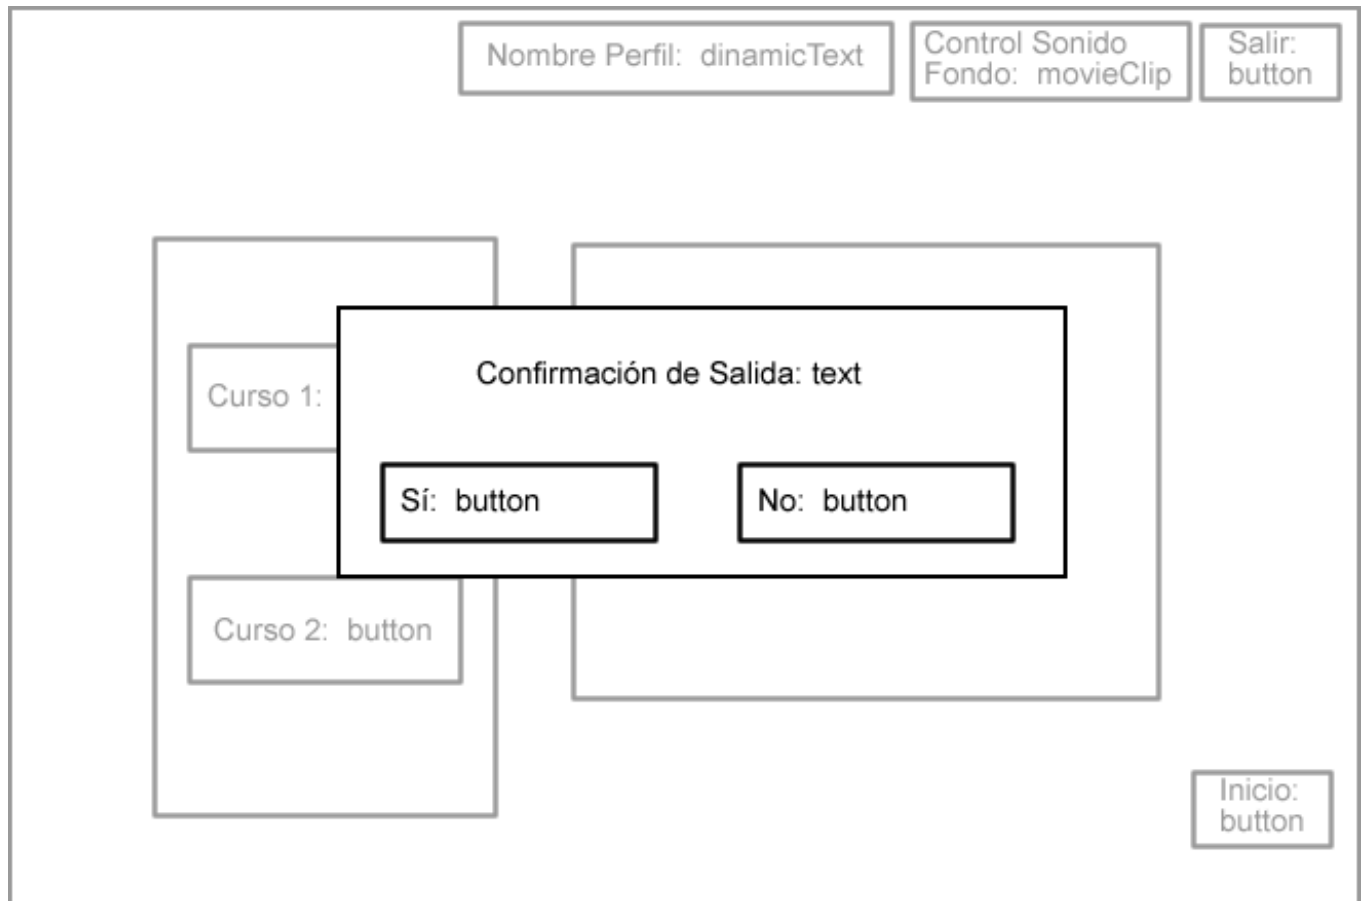 Nombre Perfil:  dinamicText
Control Sonido
Fondo:  movieClip
Salir:
button
Confirmación de Salida: text
Curso 1:
Sí:  button
No:  button
Curso 2:  button
Inicio:
button